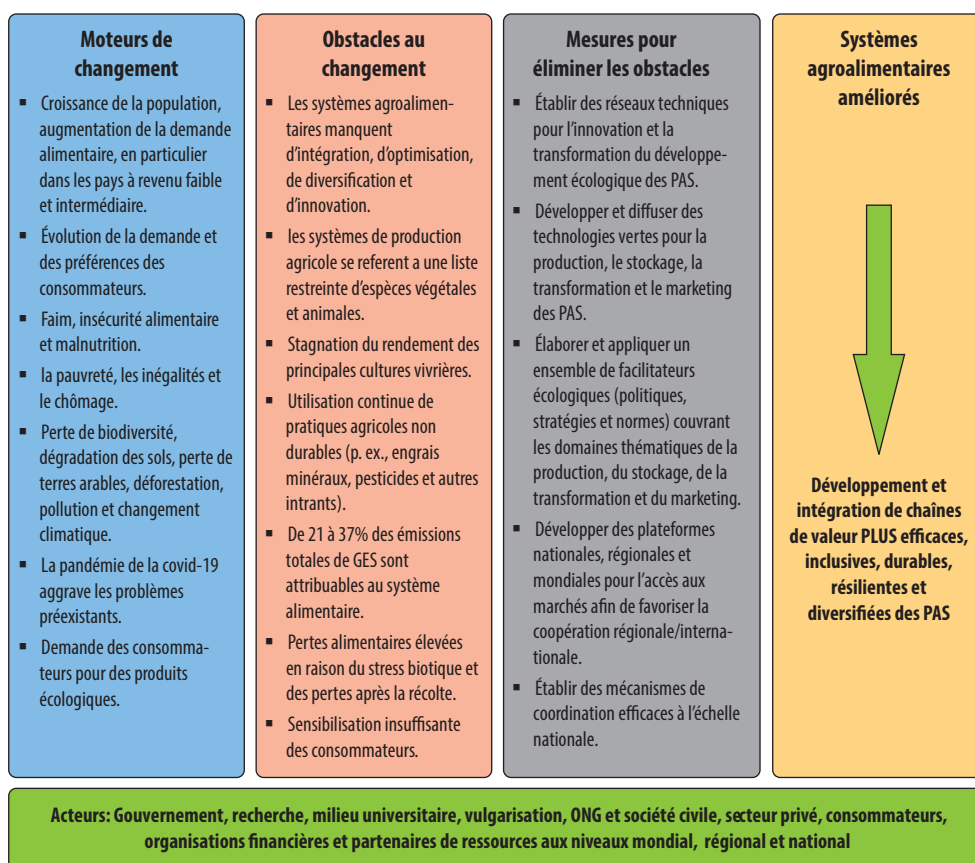 Moteurs de
changement
▪ Croissance de la population,
augmentation de la demande
alimentaire, en particulier
dans les pays à revenu faible
et intermédiaire.
▪ Évolution de la demande et
des préférences des
consommateurs.
▪ Faim, insécurité alimentaire
et malnutrition.
▪ la pauvreté, les inégalités et
le chômage.
▪ Perte de biodiversité,
dégradation des sols, perte de
terres arables, déforestation,
pollution et changement
climatique.
▪ La pandémie de la covid-19
aggrave les problèmes
préexistants.
▪ Demande des consomma-
teurs pour des produits
écologiques.
Obstacles au
changement
▪ Les systèmes agroalimen-
taires manquent
d’intégration, d’optimisation,
de diversification et
d’innovation.
▪ les systèmes de production
agricole se referent a une liste
restreinte d’espèces végétales
et animales.
▪ Stagnation du rendement des
principales cultures vivrières.
▪ Utilisation continue de
pratiques agricoles non
durables (p. ex., engrais
minéraux, pesticides et autres
intrants).
▪ De 21 à 37% des émissions
totales de GES sont
attribuables au système
alimentaire.
▪ Pertes alimentaires élevées
en raison du stress biotique et
des pertes après la récolte.
▪ Sensibilisation insuffisante
des consommateurs.
Mesures pour
éliminer les obstacles
▪ Établir des réseaux techniques
pour l’innovation et la
transformation du développe-
ment écologique des PAS.
▪ Développer et diffuser des
technologies vertes pour la
production, le stockage, la
transformation et le marketing
des PAS.
▪ Élaborer et appliquer un
ensemble de facilitateurs
écologiques (politiques,
stratégies et normes) couvrant
les domaines thématiques de la
production, du stockage, de la
transformation et du marketing.
▪ Développer des plateformes
nationales, régionales et
mondiales pour l’accès aux
marchés afin de favoriser la
coopération régionale/interna-
tionale.
▪ Établir des mécanismes de
coordination efficaces à l’échelle
nationale.
Systèmes
agroalimentaires
améliorés
Développement et
intégration de chaînes
de valeur PLUS efficaces,
inclusives, durables,
résilientes et
diversifiées des PAS
Acteurs: Gouvernement, recherche, milieu universitaire, vulgarisation, ONG et société civile, secteur privé, consommateurs,
organisations financières et partenaires de ressources aux niveaux mondial, régional et national